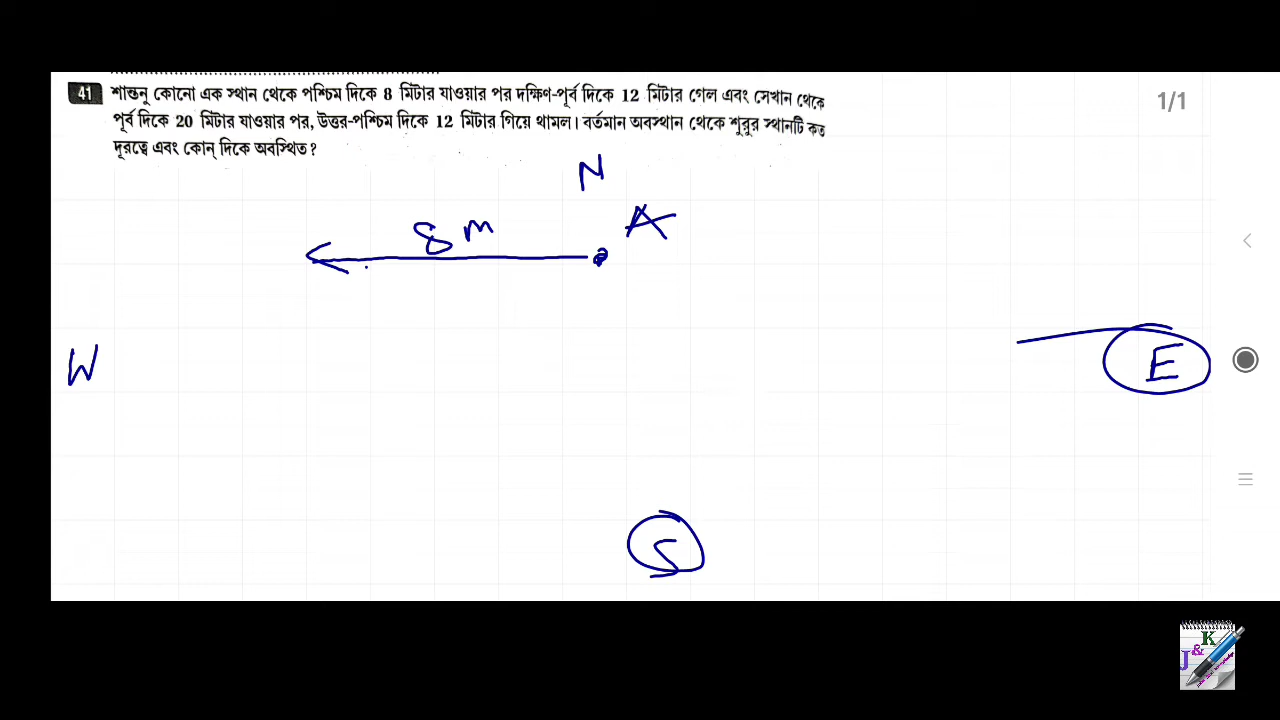 41 শান্তনু কোনো এক স্থান থেকে পশ্চিম দিকে 8 মিটার যাওয়ার পর দক্ষিণ-পূর্ব দিকে 12 মিটার গেল এবং সেখান থেকে
1/1
পূর্ব দিকে 20 মিটার যাওয়ার পর, উত্তর-পশ্চিম দিকে 12 মিটার গিয়ে থামল। বর্তমান অবস্থান থেকে শুরুর স্থানটি কত
দূরত্বে এবং কোন্ দিকে অবস্থিত?
N
A
8 m
W
E
S
J&K